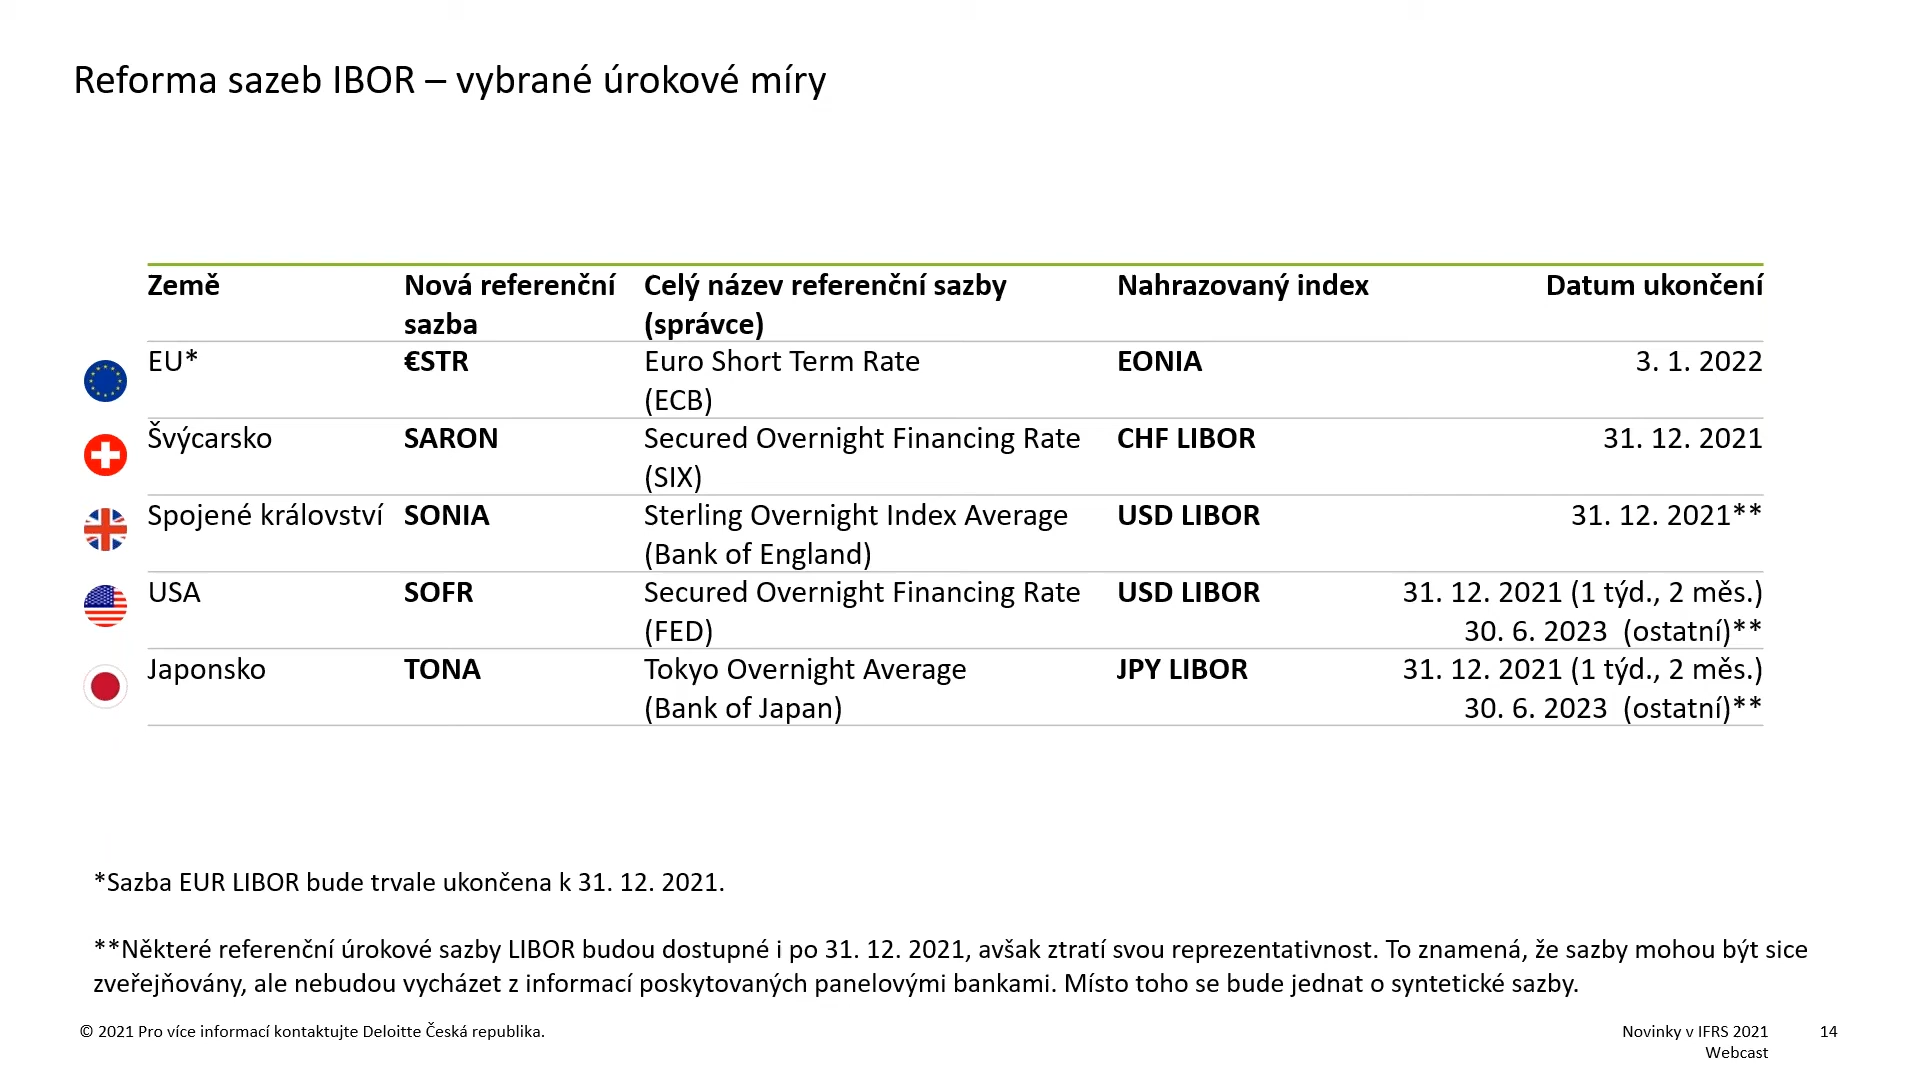 Reforma sazeb IBOR – vybrané úrokové míry
Země Nová referenční sazba Celý název referenční sazby (správce) Nahrazovaný index Datum ukončení
EU* €STR Euro Short Term Rate (ECB) EONIA 3. 1. 2022
Švýcarsko SARON Secured Overnight Financing Rate (SIX) CHF LIBOR 31. 12. 2021
Spojené království SONIA Sterling Overnight Index Average (Bank of England) USD LIBOR 31. 12. 2021**
USA SOFR Secured Overnight Financing Rate (FED) USD LIBOR 31. 12. 2021 (1 týd., 2 měs.) 30. 6. 2023 (ostatní)**
Japonsko TONA Tokyo Overnight Average (Bank of Japan) JPY LIBOR 31. 12. 2021 (1 týd., 2 měs.) 30. 6. 2023 (ostatní)**
*Sazba EUR LIBOR bude trvale ukončena k 31. 12. 2021.
**Některé referenční úrokové sazby LIBOR budou dostupné i po 31. 12. 2021, avšak ztratí svou reprezentativnost. To znamená, že sazby mohou být sice
zveřejňovány, ale nebudou vycházet z informací poskytovaných panelovými bankami. Místo toho se bude jednat o syntetické sazby.
© 2021 Pro více informací kontaktujte Deloitte Česká republika.
Novinky v IFRS 2021 14
Webcast